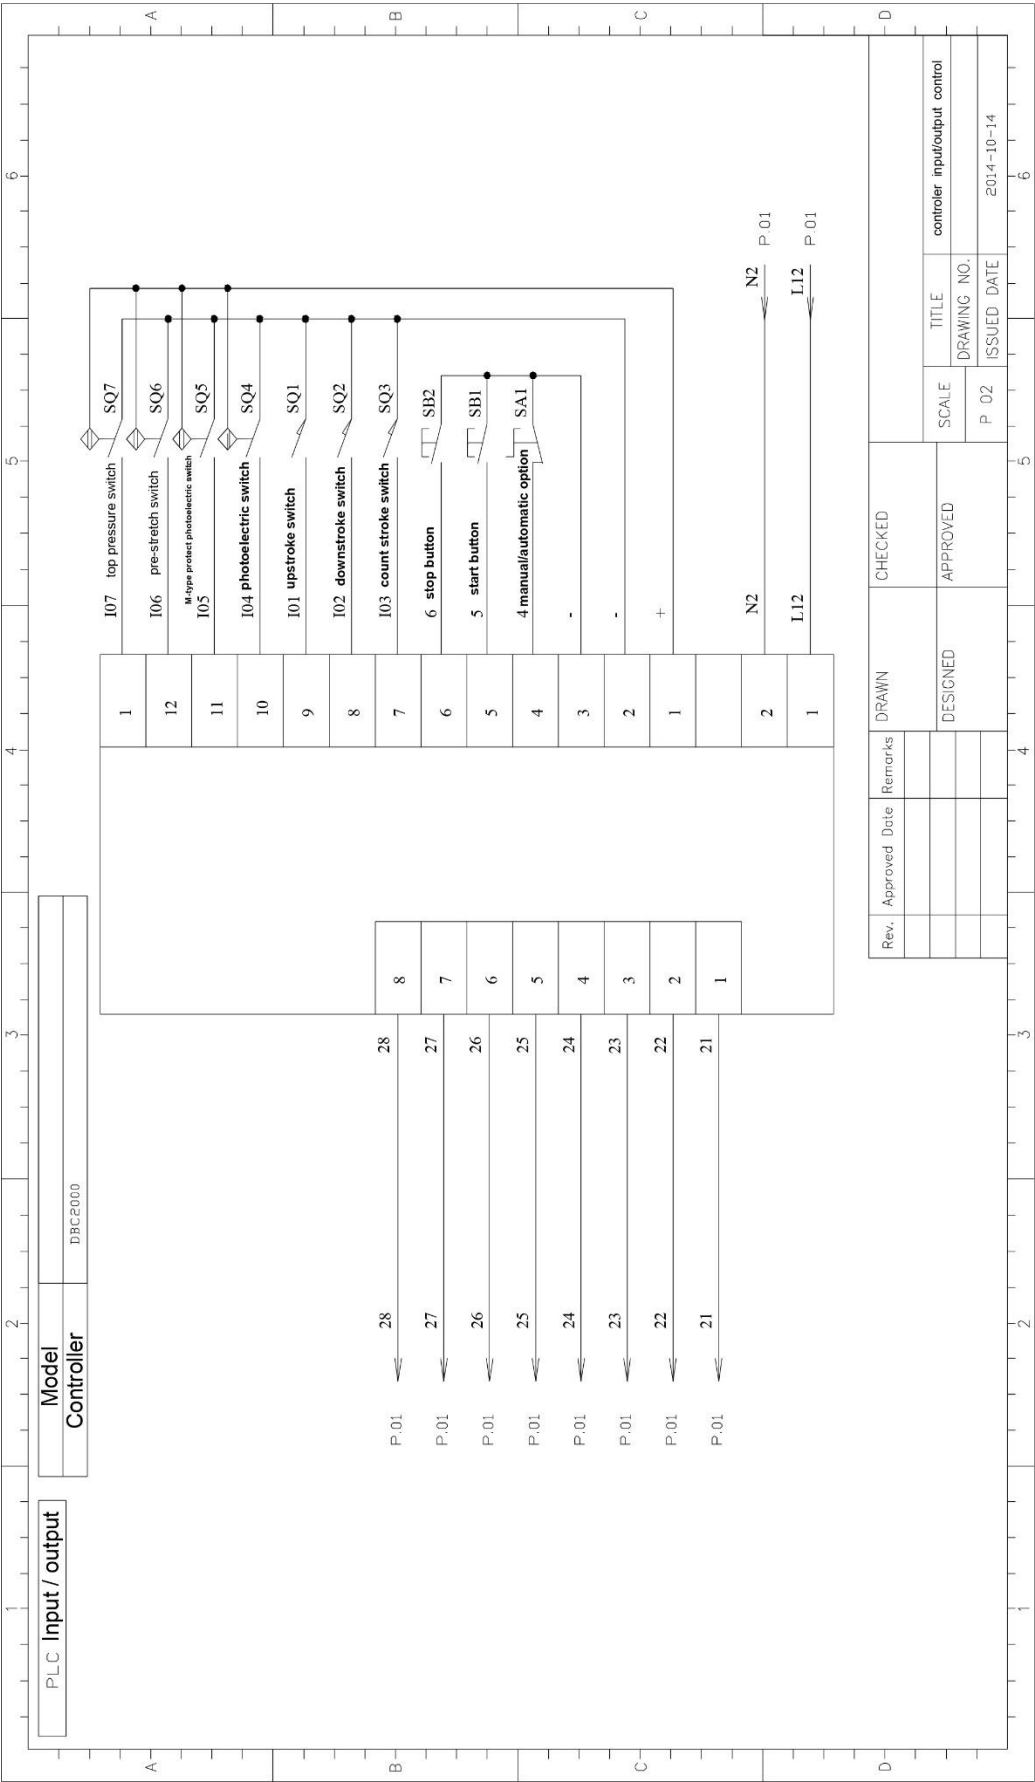 1 2 3 4 5 6
PLC Input / output
Model
Controller DBC2000
A
B
C
D
I07 top pressure switch SQ7
1
I06 pre-stretch switch SQ6
12
M-type protect photoelectric switch
I05 SQ5
11
I04 photoelectric switch SQ4
10
I01 upstroke switch SQ1
9
I02 downstroke switch SQ2
8
P.01 28 28 8
7 I03 count stroke switch SQ3
P.01 27 27 7
6 6 stop button SB2
P.01 26 26 6
5 5 start button SB1
P.01 25 25 5
4 4 manual/automatic option SA1
P.01 24 24 4
3 -
P.01 23 23 3
2 -
P.01 22 22 2
1 +
P.01 21 21 1
2 N2 N2 P.01
1 L12 L12 P.01
Rev. Approved Date Remarks
DRAWN CHECKED
DESIGNED APPROVED
SCALE TITLE controler input/output control
DRAWING NO.
P 02 ISSUED DATE 2014-10-14
A
B
C
D
1 2 3 4 5 6